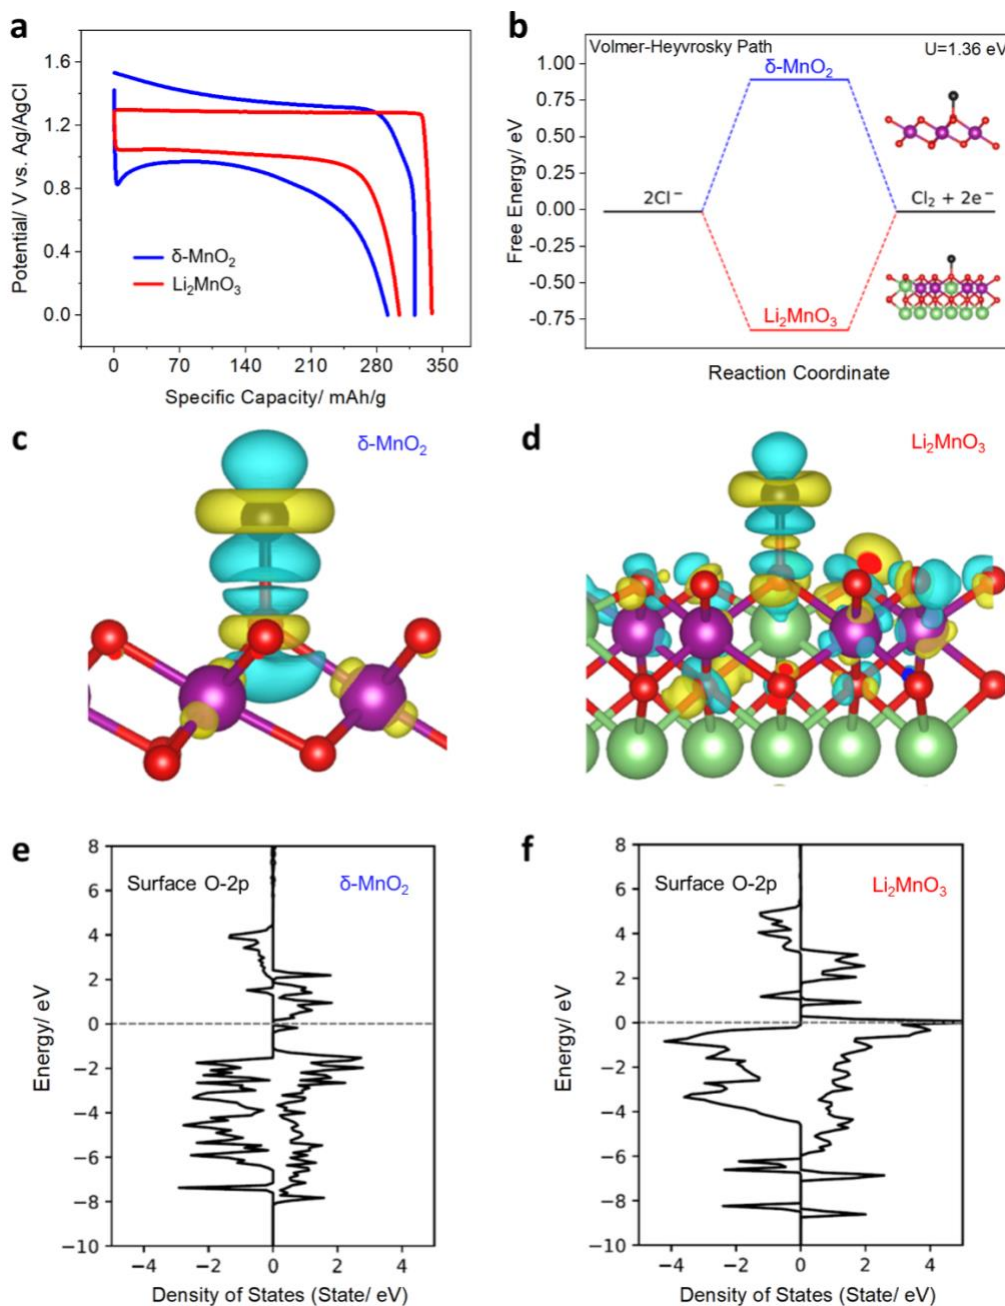 a
1.6
1.2
0.8
0.4
0.0
Potential/ V vs. Ag/AgCl
δ-MnO₂
Li₂MnO₃
0 70 140 210 280 350
Specific Capacity/ mAh/g
b
Volmer-Heyvrosky Path U=1.36 eV
1.00
0.75
0.50
0.25
0.00
-0.25
-0.50
-0.75
Free Energy/ eV
δ-MnO₂
2Cl⁻
Cl₂ + 2e⁻
Li₂MnO₃
Reaction Coordinate
c
δ-MnO₂
d
Li₂MnO₃
e
8
6
4
2
0
−2
−4
−6
−8
−10
Energy/ eV
Surface O-2p
δ-MnO₂
−4 −2 0 2 4
Density of States (State/ eV)
f
8
6
4
2
0
−2
−4
−6
−8
−10
Energy/ eV
Surface O-2p
Li₂MnO₃
−4 −2 0 2 4
Density of States (State/ eV)